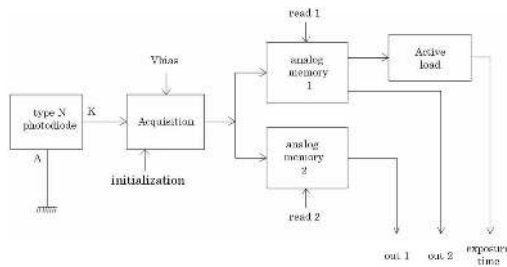 read 1
Vbias
analog
memory
1
Active
load
type N
photodiode
K
Acquisition
A
initialization
analog
memory
2
read 2
out 1
out 2
exposure
time